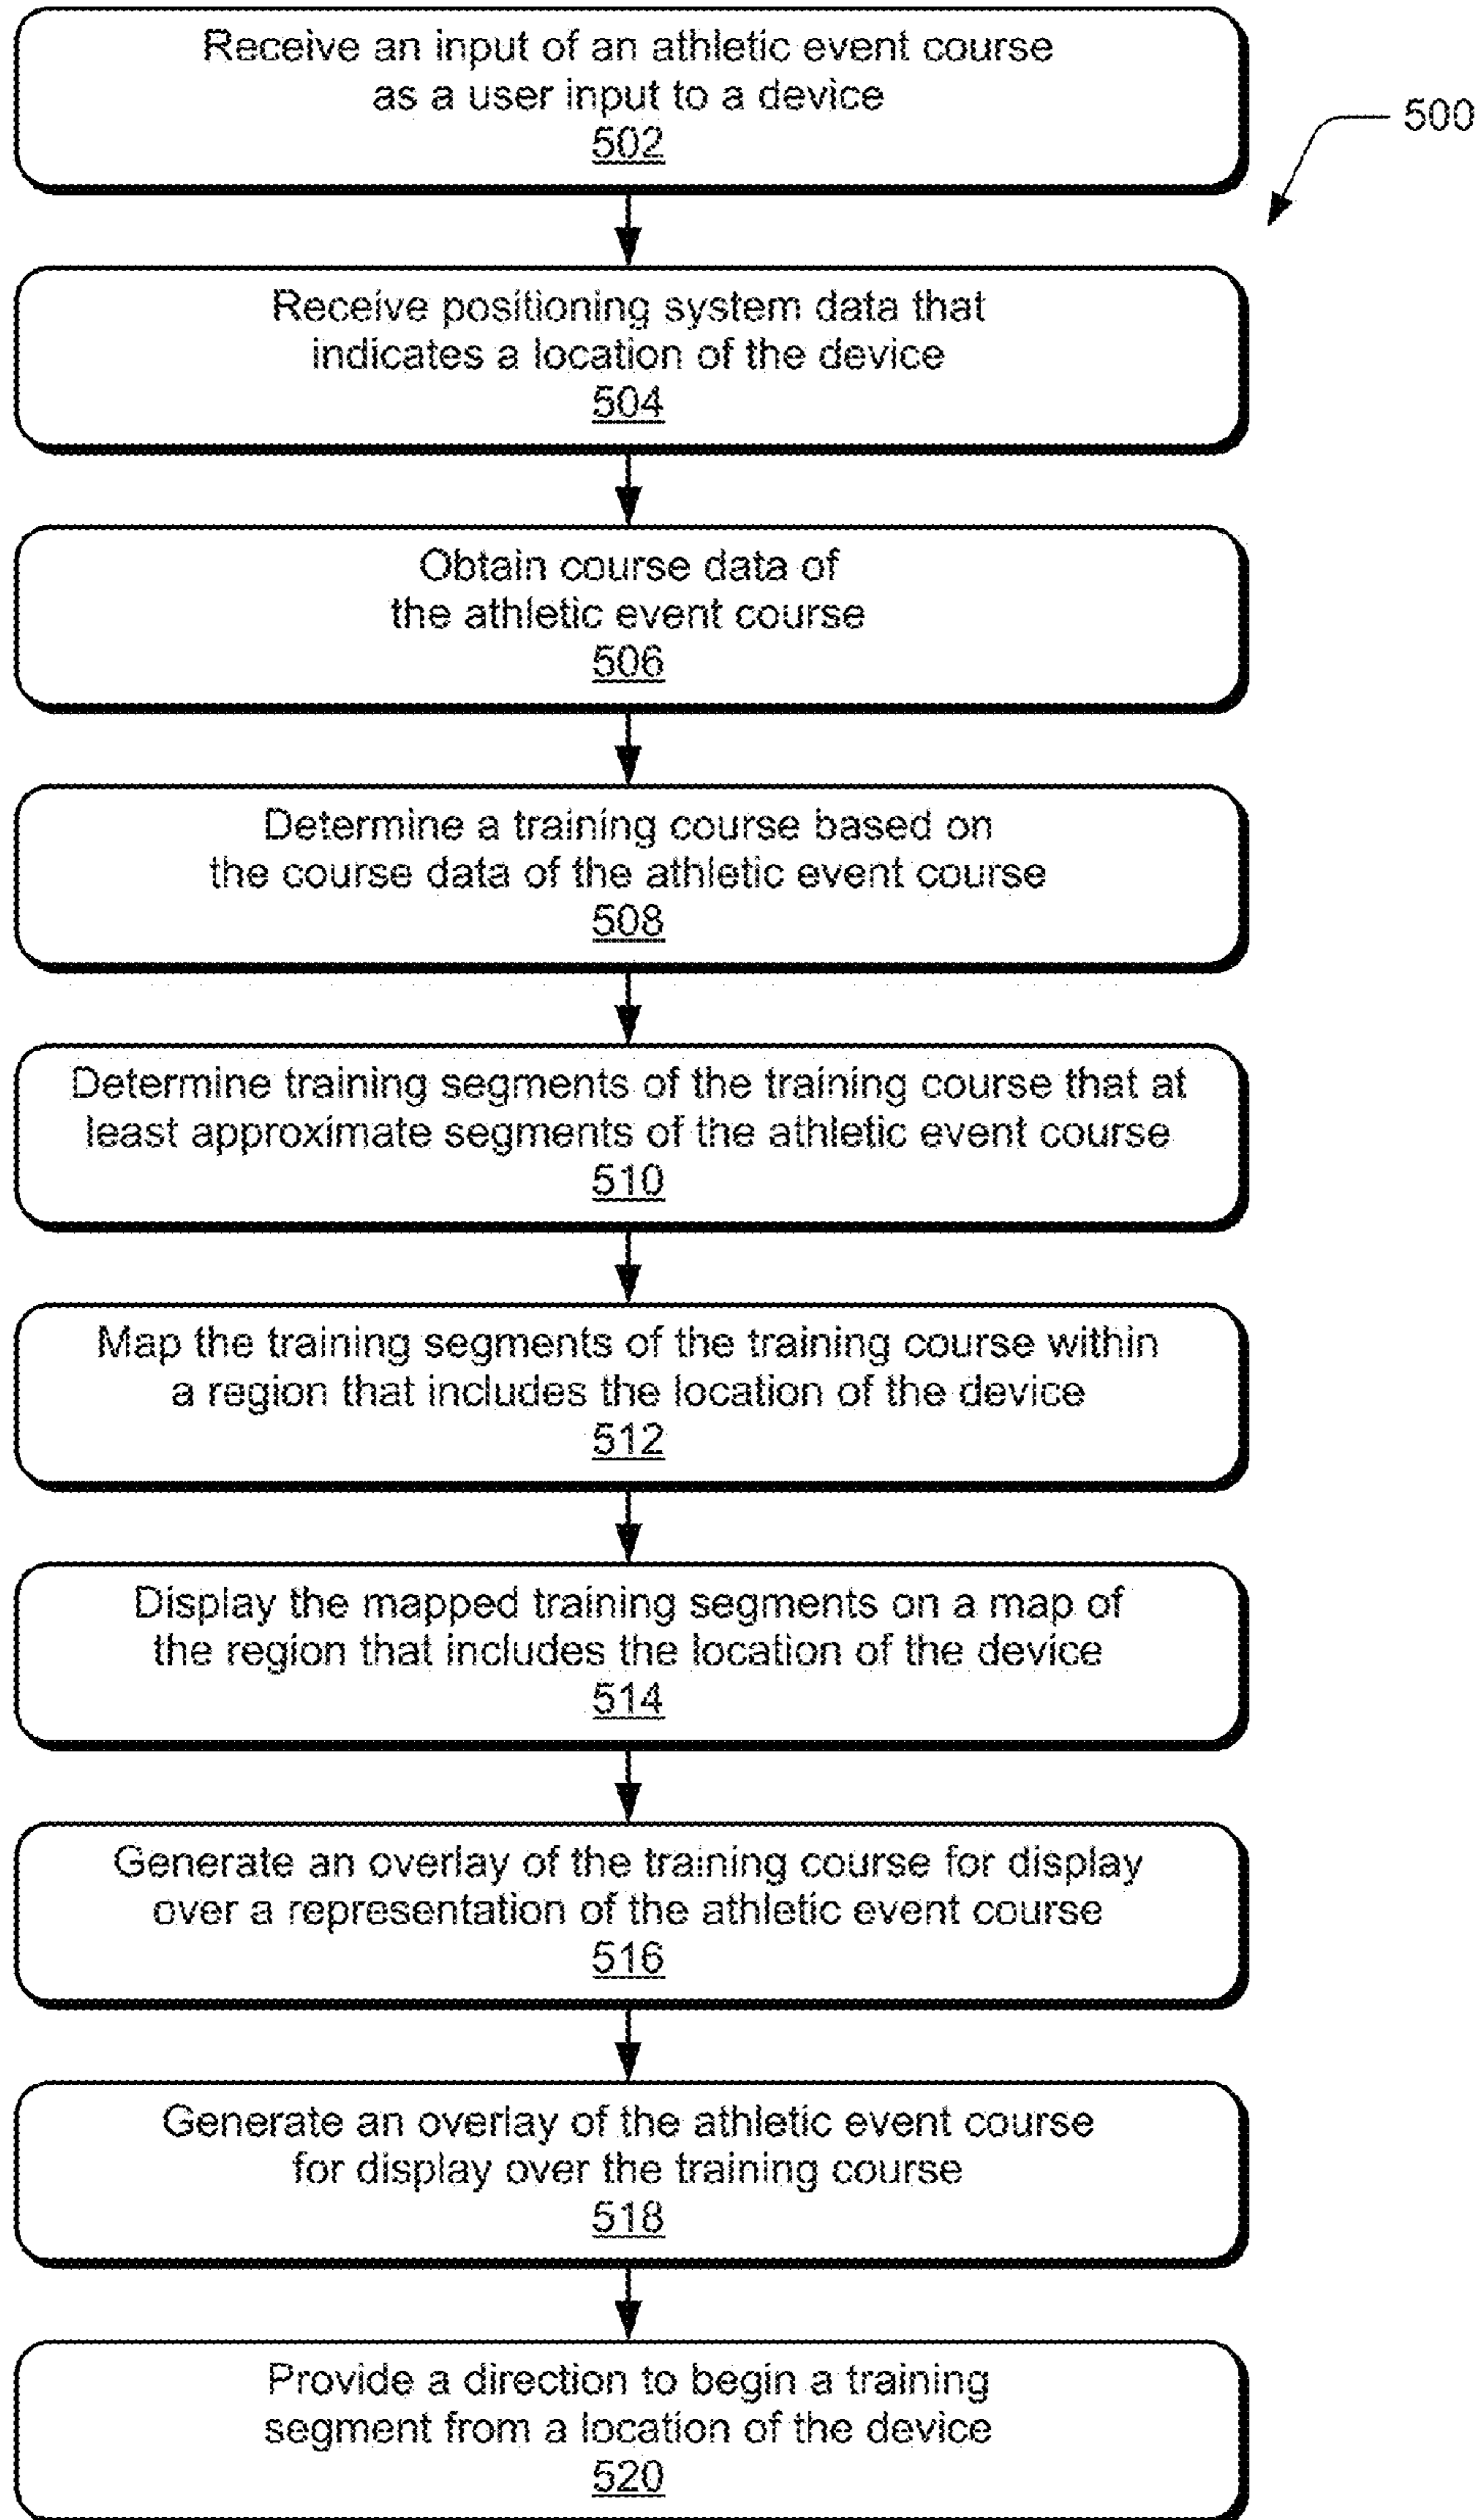 Receive an input of an athletic event course
as a user input to a device
502
500
Receive positioning system data that
indicates a location of the device
504
Obtain course data of
the athletic event course
506
Determine a training course based on
the course data of the athletic event course
508
Determine training segments of the training course that at
least approximate segments of the athletic event course
510
Map the training segments of the training course within
a region that includes the location of the device
512
Display the mapped training segments on a map of
the region that includes the location of the device
514
Generate an overlay of the training course for display
over a representation of the athletic event course
516
Generate an overlay of the athletic event course
for display over the training course
518
Provide a direction to begin a training
segment from a location of the device
520